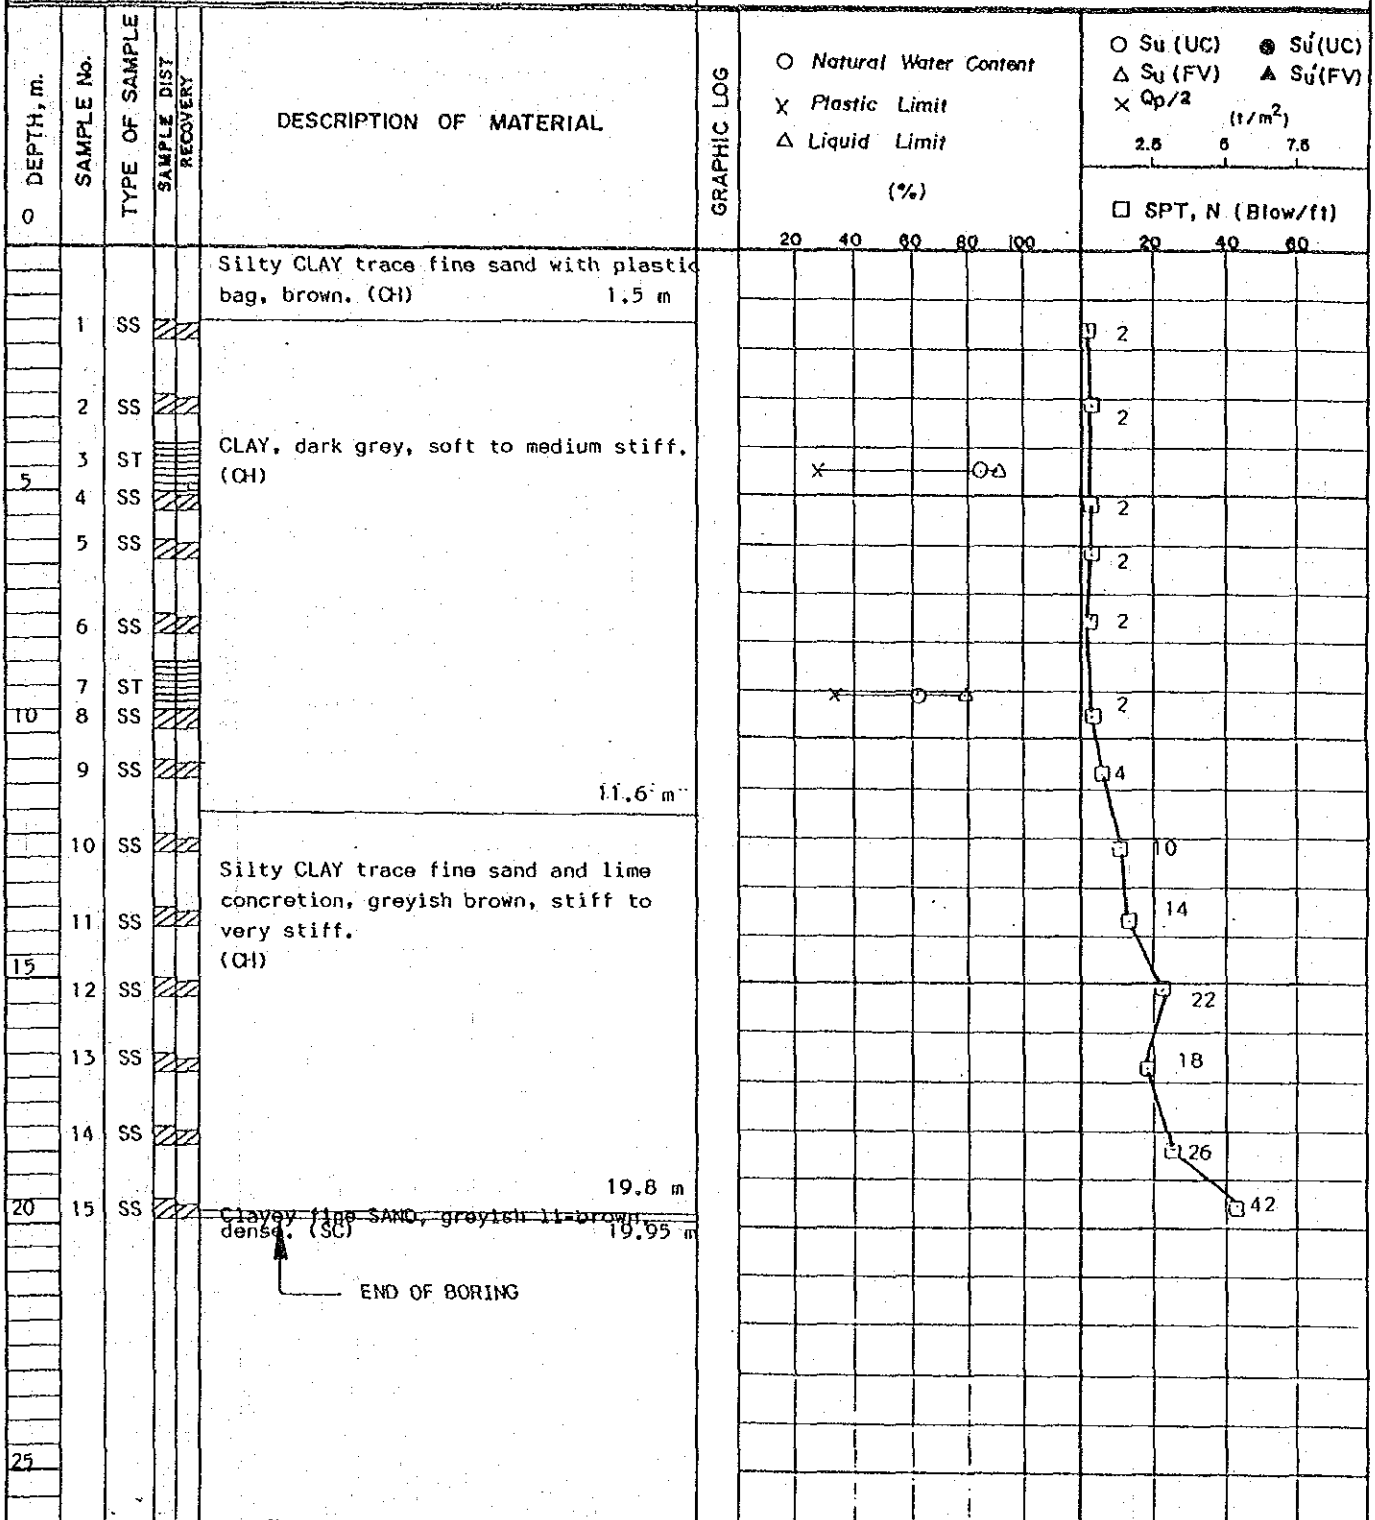 DEPTH, m.
0
SAMPLE No.
TYPE OF SAMPLE
SAMPLE DIST
RECOVERY
DESCRIPTION OF MATERIAL
GRAPHIC LOG
○ Natural Water Content
× Plastic Limit
△ Liquid Limit
(%)
20 40 60 80 100
○ Su (UC) ● Su'(UC)
△ Su (FV) ▲ Su'(FV)
× Qp/2
(t/m²)
2.5 5 7.5
□ SPT, N (Blow/ft)
20 40 60
Silty CLAY trace fine sand with plastic
bag, brown. (CH) 1.5 m
1 SS 2
2 SS 2
CLAY, dark grey, soft to medium stiff.
(CH)
3 ST
5
4 SS 2
5 SS 2
6 SS 2
7 ST
10 8 SS 2
9 SS 4
11.6 m
10 SS 10
Silty CLAY trace fine sand and lime
concretion, greyish brown, stiff to
very stiff.
(CH)
11 SS 14
15
12 SS 22
13 SS 18
14 SS 26
19.8 m
20 15 SS 42
Clayey fine SAND, greyish li-brown,
dense. (SC) 19.95 m
END OF BORING
25